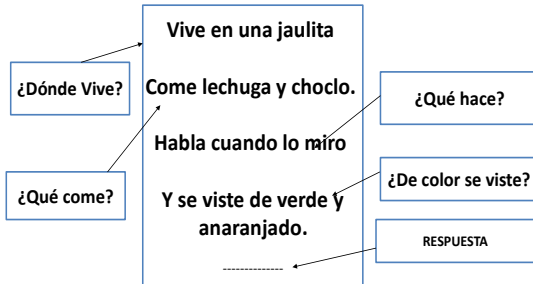 Vive en una jaulita
¿Dónde Vive?
Come lechuga y choclo.
¿Qué hace?
Habla cuando lo miro
¿Qué come?
¿De color se viste?
Y se viste de verde y
anaranjado.
RESPUESTA
--------------